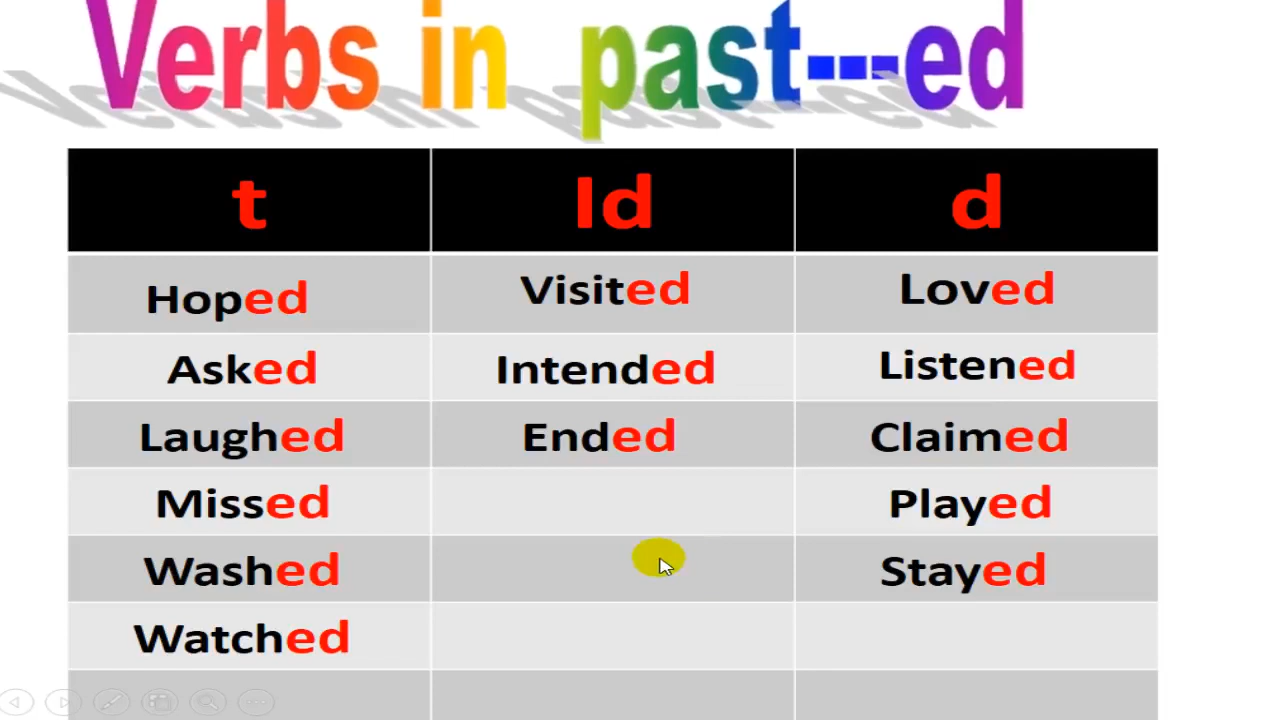 Verbs in past---ed
t Id d
Hoped Visited Loved
Asked Intended Listened
Laughed Ended Claimed
Missed Played
Washed Stayed
Watched